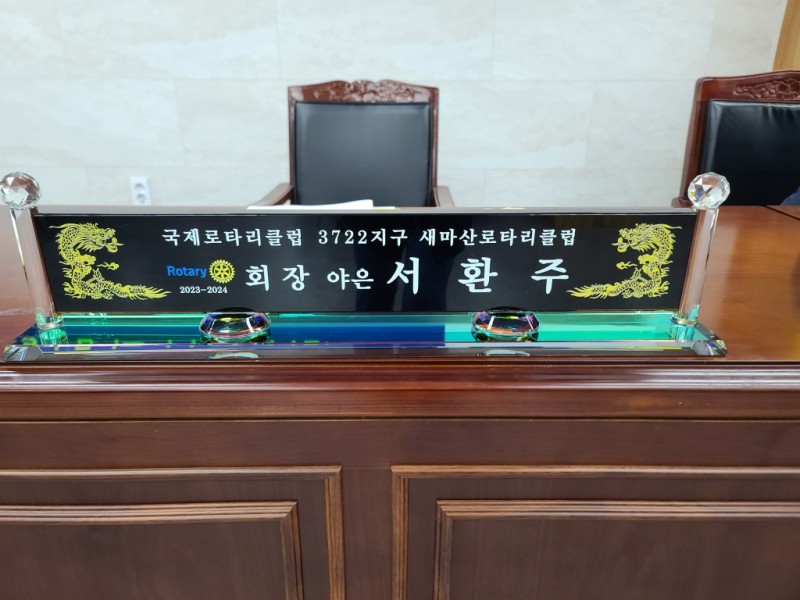 국제로타리클럽 3722지구 새마산로타리클럽
Rotary 회장 야은 서환주
2023-2024